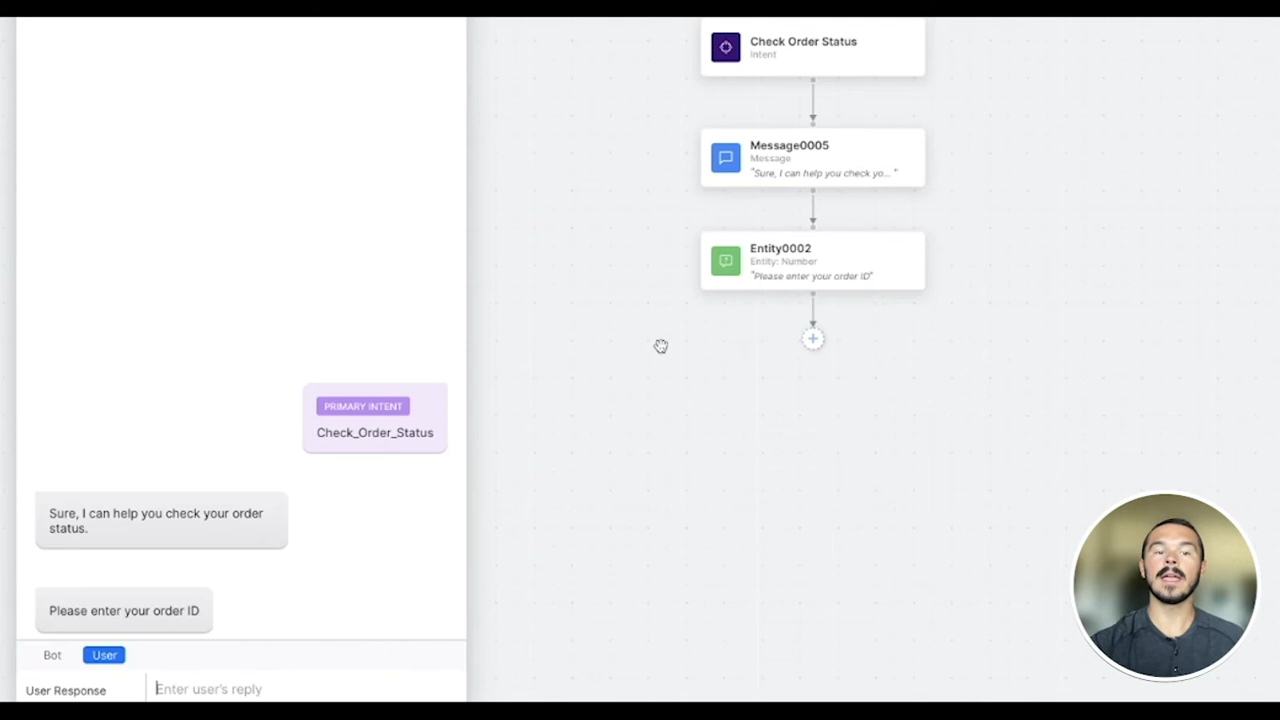 PRIMARY INTENT
Check_Order_Status
Sure, I can help you check your order
status.
Please enter your order ID
Bot
User
User Response
Enter user's reply
Check Order Status
Intent
Message0005
Message
"Sure, I can help you check yo... "
Entity0002
Entity: Number
"Please enter your order ID"